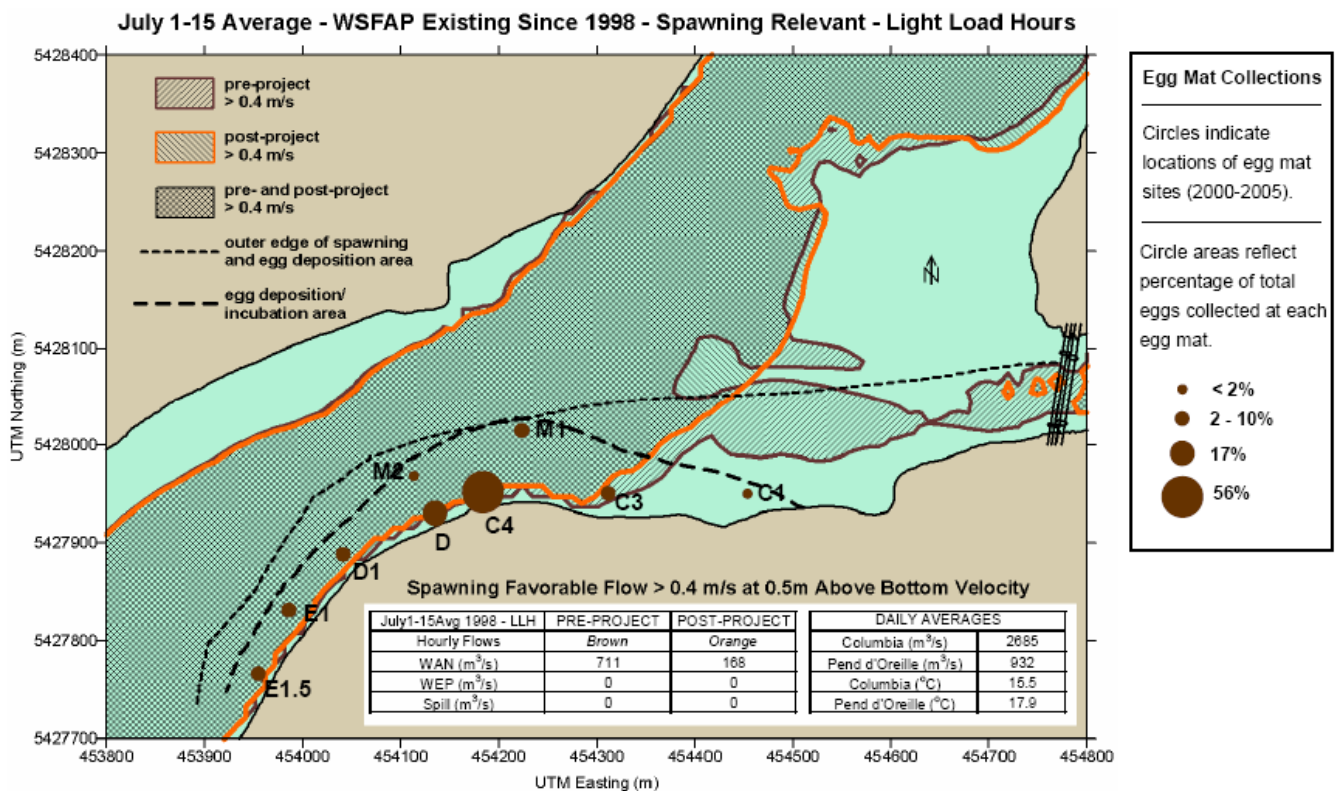 July 1-15 Average - WSFAP Existing Since 1998 - Spawning Relevant - Light Load Hours
5428400
5428300
5428200
5428100
5428000
5427900
5427800
5427700
UTM Northing (m)
pre-project
> 0.4 m/s
post-project
> 0.4 m/s
pre- and post-project
> 0.4 m/s
outer edge of spawning
and egg deposition area
egg deposition/
incubation area
N
M1
M2
C3
C1
C4
D
D1
E1
E1.5
Spawning Favorable Flow > 0.4 m/s at 0.5m Above Bottom Velocity
July1-15Avg 1998 - LLH PRE-PROJECT POST-PROJECT
Hourly Flows Brown Orange
WAN (m³/s) 711 168
WEP (m³/s) 0 0
Spill (m³/s) 0 0
DAILY AVERAGES
Columbia (m³/s) 2685
Pend d'Oreille (m³/s) 932
Columbia (°C) 15.5
Pend d'Oreille (°C) 17.9
453800 453900 454000 454100 454200 454300 454400 454500 454600 454700 454800
UTM Easting (m)
Egg Mat Collections
Circles indicate
locations of egg mat
sites (2000-2005).
Circle areas reflect
percentage of total
eggs collected at each
egg mat.
< 2%
2 - 10%
17%
56%